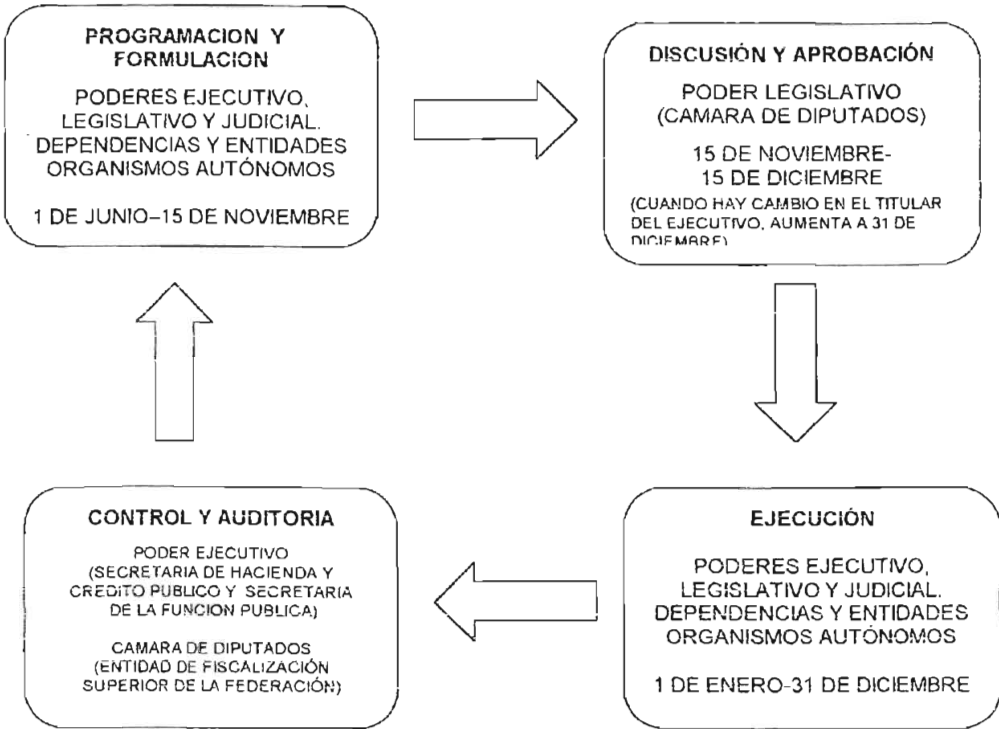 PROGRAMACION Y
FORMULACION
PODERES EJECUTIVO,
LEGISLATIVO Y JUDICIAL.
DEPENDENCIAS Y ENTIDADES
ORGANISMOS AUTÓNOMOS
1 DE JUNIO–15 DE NOVIEMBRE
DISCUSIÓN Y APROBACIÓN
PODER LEGISLATIVO
(CAMARA DE DIPUTADOS)
15 DE NOVIEMBRE-
15 DE DICIEMBRE
(CUANDO HAY CAMBIO EN EL TITULAR
DEL EJECUTIVO, AUMENTA A 31 DE
DICIEMBRE)
EJECUCIÓN
PODERES EJECUTIVO,
LEGISLATIVO Y JUDICIAL.
DEPENDENCIAS Y ENTIDADES
ORGANISMOS AUTÓNOMOS
1 DE ENERO-31 DE DICIEMBRE
CONTROL Y AUDITORIA
PODER EJECUTIVO
(SECRETARIA DE HACIENDA Y
CREDITO PUBLICO Y SECRETARIA
DE LA FUNCION PUBLICA)
CAMARA DE DIPUTADOS
(ENTIDAD DE FISCALIZACIÓN
SUPERIOR DE LA FEDERACIÓN)